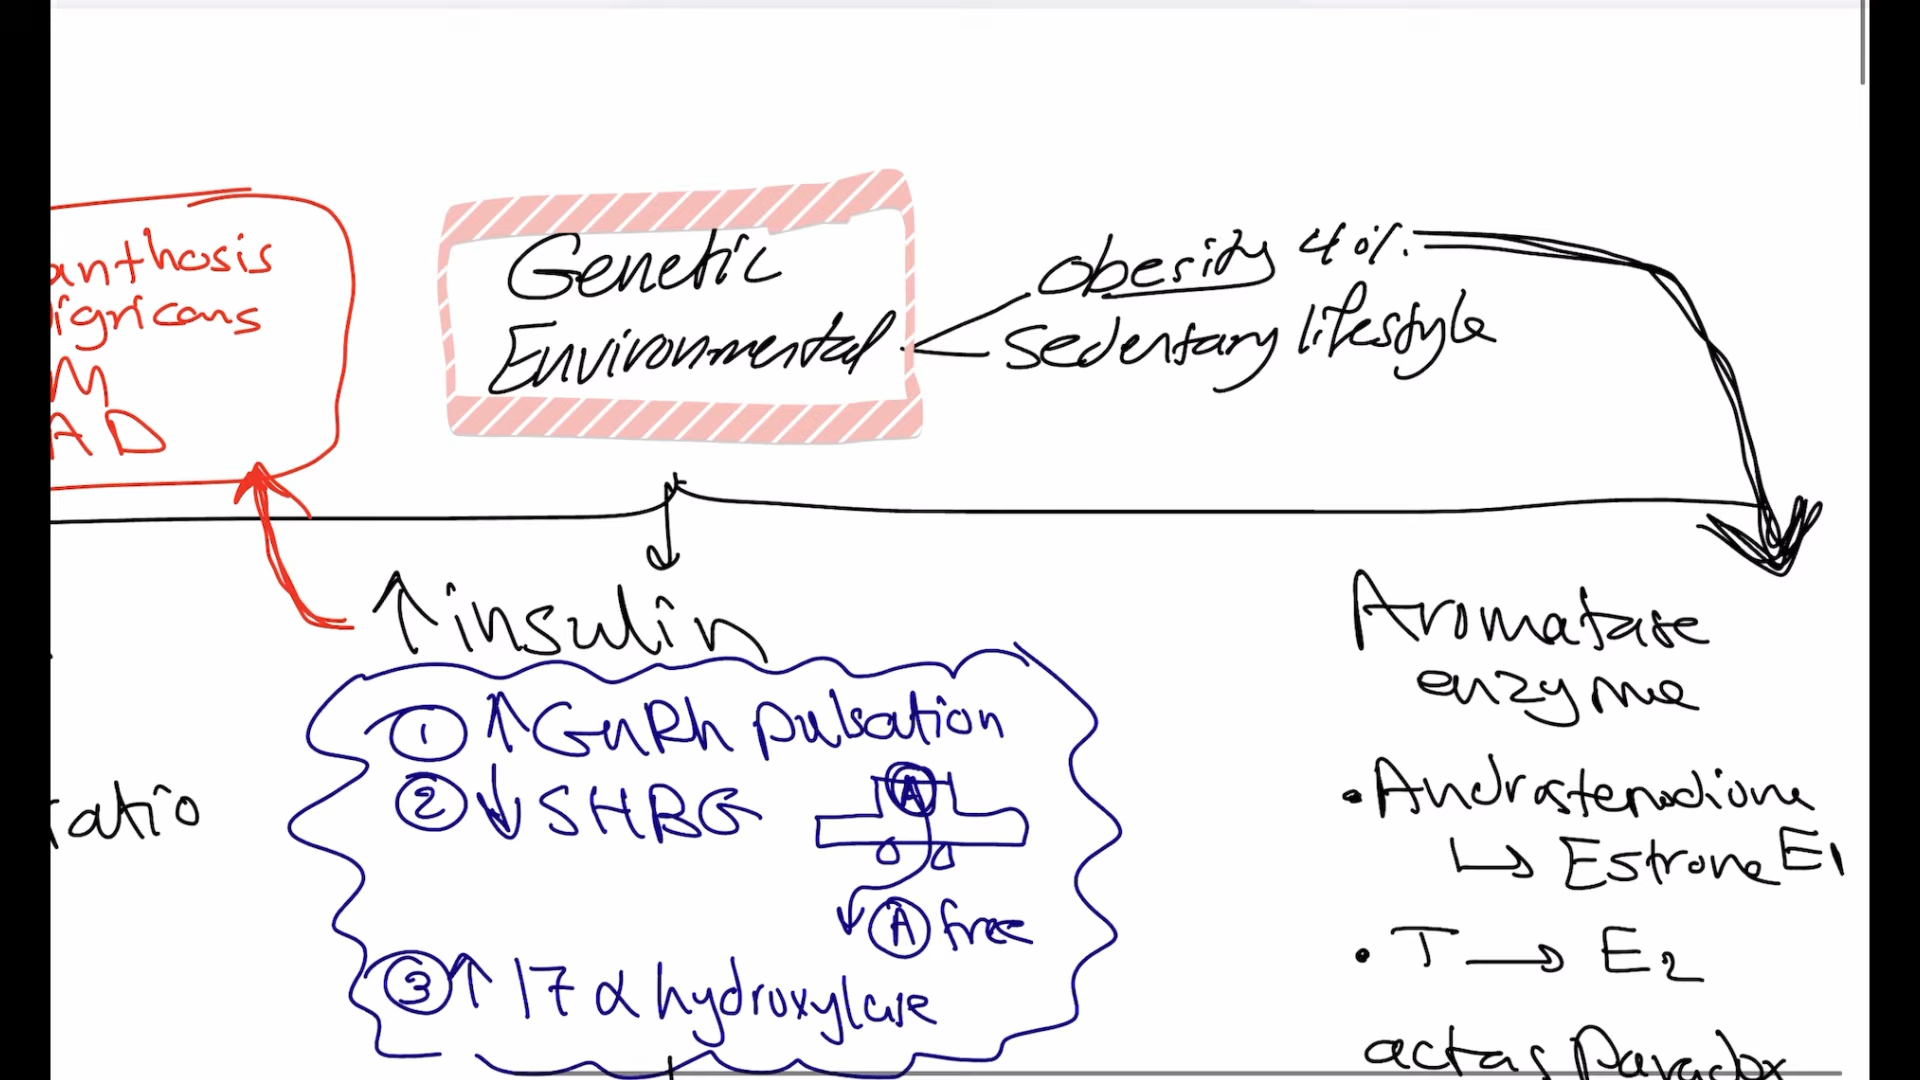 anthosis
igricans
M
AD
Genetic
Environmental
Obesity 40%
Sedentary lifestyle
↑ insulin
① ↑ GnRh pulsation
② ↓ SHBG
A
A free
③ ↑ 17 α hydroxylase
ratio
Aromatase
enzyme
• Androstenedione
↳ Estrone E1
• T → E2
act as Paradox